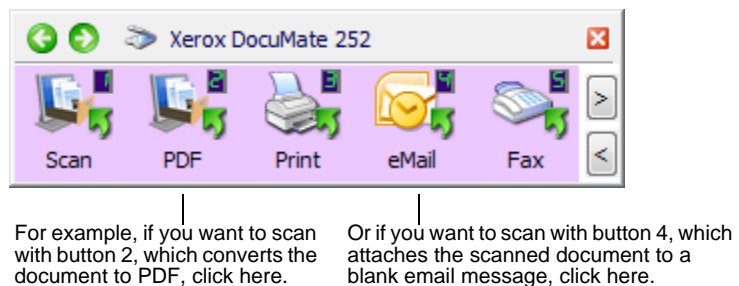 Xerox DocuMate 252
1 2 3 4 5
> 
Scan PDF Print eMail Fax
<
For example, if you want to scan
with button 2, which converts the
document to PDF, click here.
Or if you want to scan with button 4, which
attaches the scanned document to a
blank email message, click here.